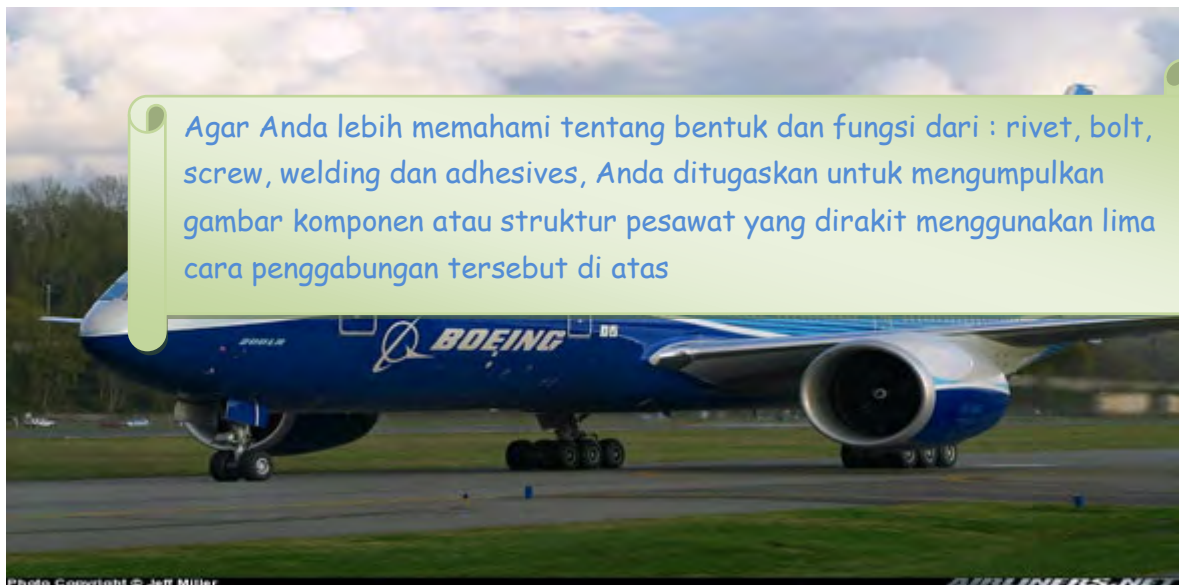 Agar Anda lebih memahami tentang bentuk dan fungsi dari : rivet, bolt,
screw, welding dan adhesives, Anda ditugaskan untuk mengumpulkan
gambar komponen atau struktur pesawat yang dirakit menggunakan lima
cara penggabungan tersebut di atas
BOEING
Photo Copyright © Jeff Miller
AIRLINERS.NET